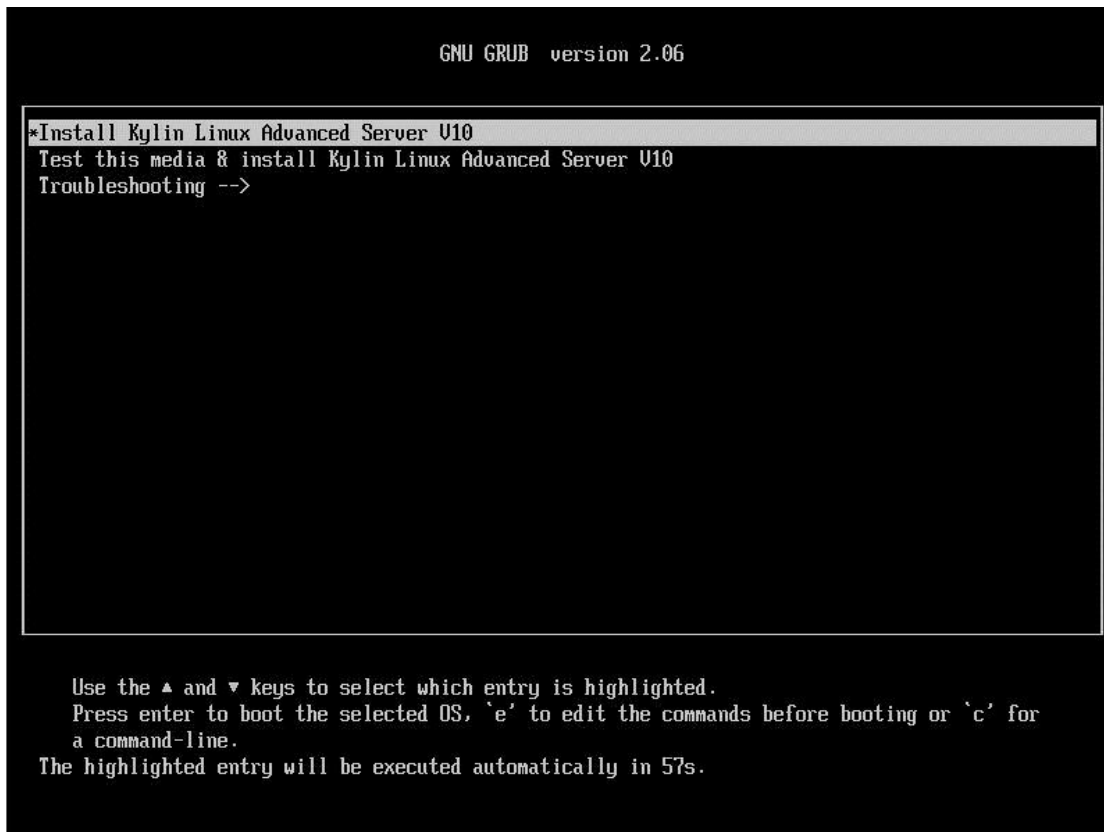 GNU GRUB version 2.06
*Install Kylin Linux Advanced Server V10
Test this media & install Kylin Linux Advanced Server V10
Troubleshooting -->
Use the ▲ and ▼ keys to select which entry is highlighted.
Press enter to boot the selected OS, `e' to edit the commands before booting or `c' for
a command-line.
The highlighted entry will be executed automatically in 57s.